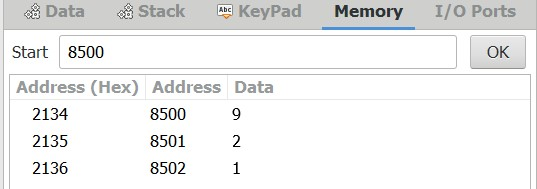 Data Stack Abc KeyPad Memory I/O Ports
Start 8500 OK
Address (Hex) Address Data
2134 8500 9
2135 8501 2
2136 8502 1